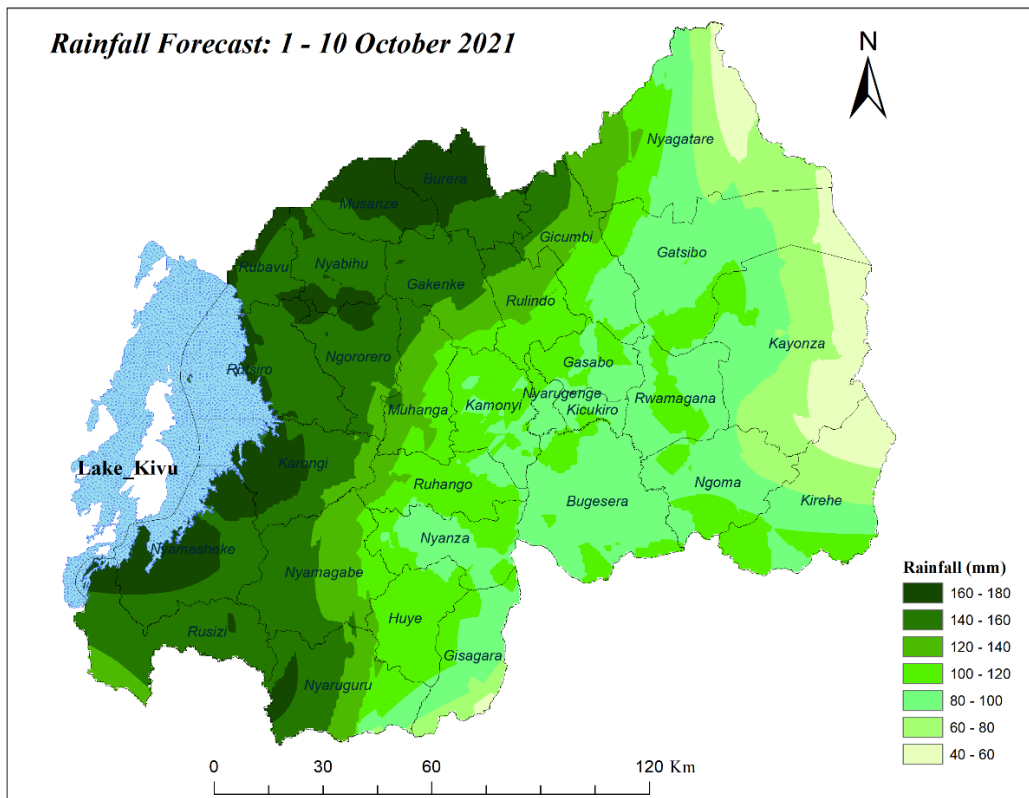 Rainfall Forecast: 1 - 10 October 2021
N
Nyagatare
Burera
Musanze
Gicumbi
Gatsibo
Rubavu
Nyabihu
Gakenke
Rulindo
Kayonza
Ngororero
Gasabo
Rutsiro
Nyarugenge
Rwamagana
Muhanga
Kamonyi
Kicukiro
Lake_Kivu
Karongi
Ruhango
Ngoma
Bugesera
Kirehe
Nyamasheke
Nyanza
Nyamagabe
Rusizi
Huye
Gisagara
Nyaruguru
Rainfall (mm)
160 - 180
140 - 160
120 - 140
100 - 120
80 - 100
60 - 80
40 - 60
0 30 60 120 Km